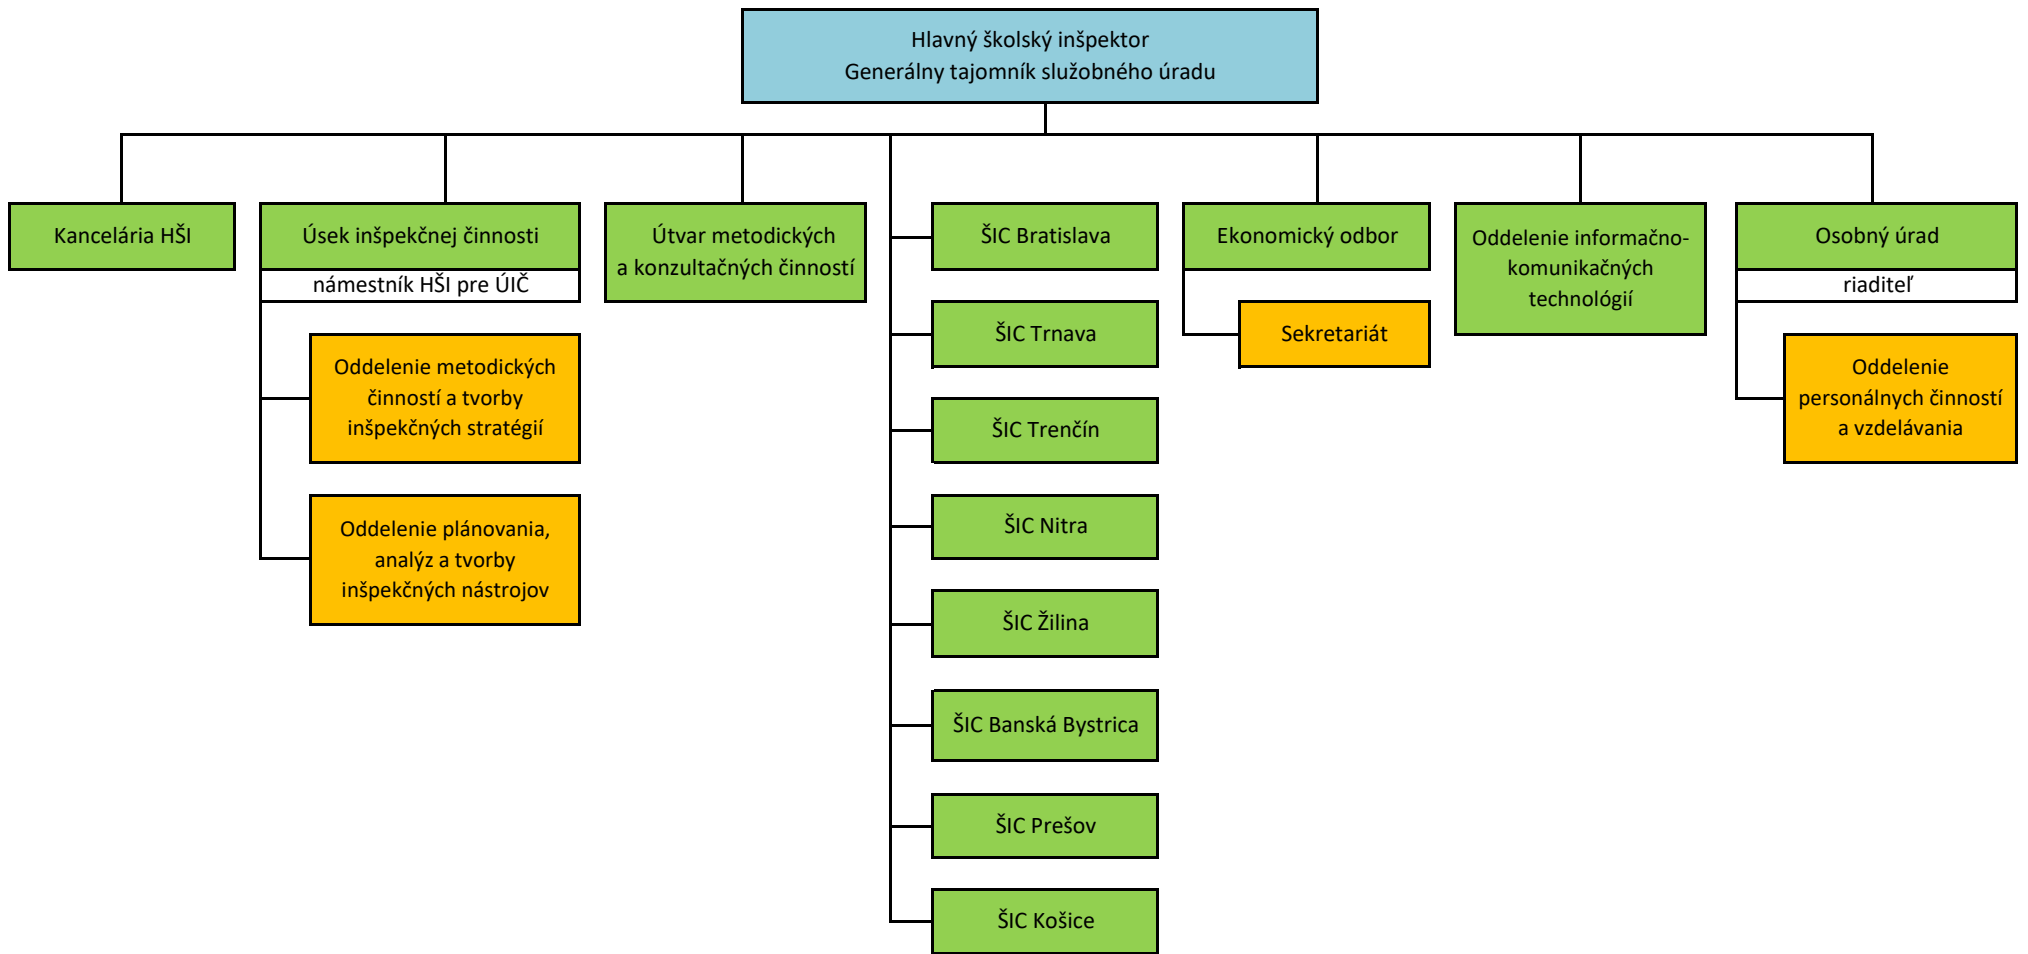 Hlavný školský inšpektor
Generálny tajomník služobného úradu
Kancelária HŠI
Úsek inšpekčnej činnosti
námestník HŠI pre ÚIČ
Oddelenie metodických
činností a tvorby
inšpekčných stratégií
Oddelenie plánovania,
analýz a tvorby
inšpekčných nástrojov
Útvar metodických
a konzultačných činností
ŠIC Bratislava
ŠIC Trnava
ŠIC Trenčín
ŠIC Nitra
ŠIC Žilina
ŠIC Banská Bystrica
ŠIC Prešov
ŠIC Košice
Ekonomický odbor
Sekretariát
Oddelenie informačno-
komunikačných
technológií
Osobný úrad
riaditeľ
Oddelenie
personálnych činností
a vzdelávania